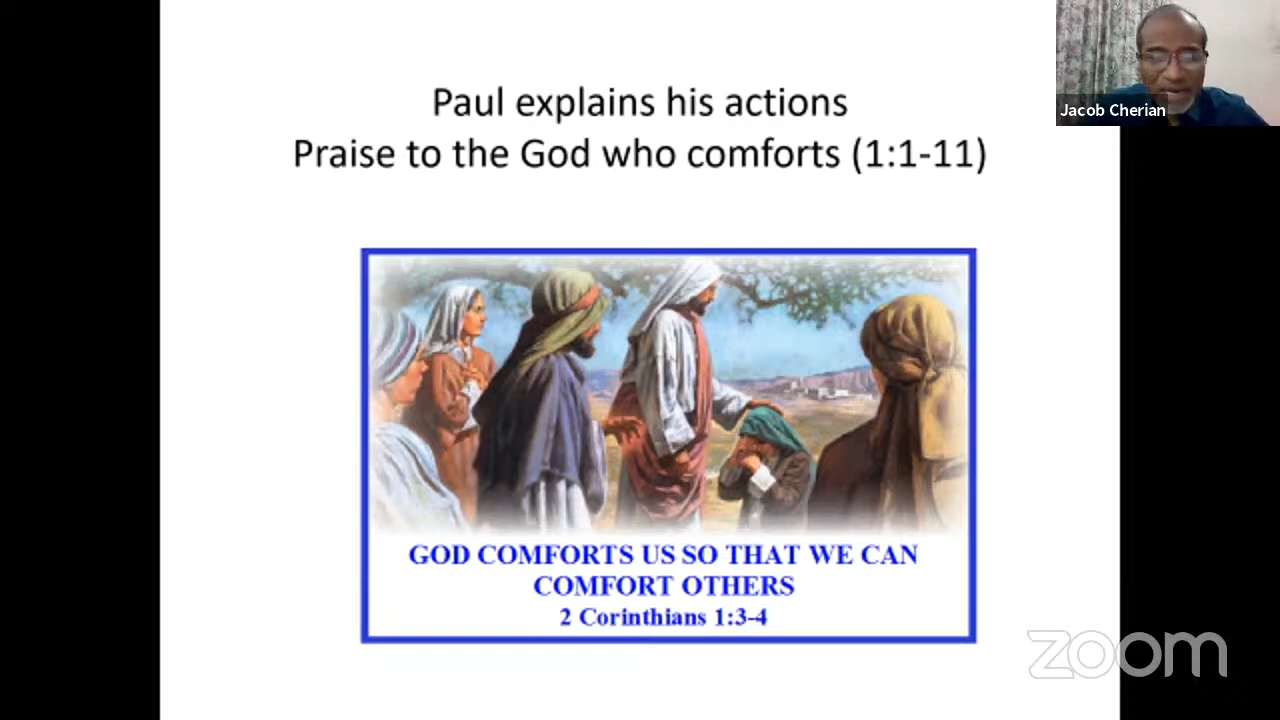 Paul explains his actions
Praise to the God who comforts (1:1-11)
Jacob Cherian
GOD COMFORTS US SO THAT WE CAN
COMFORT OTHERS
2 Corinthians 1:3-4
zoom